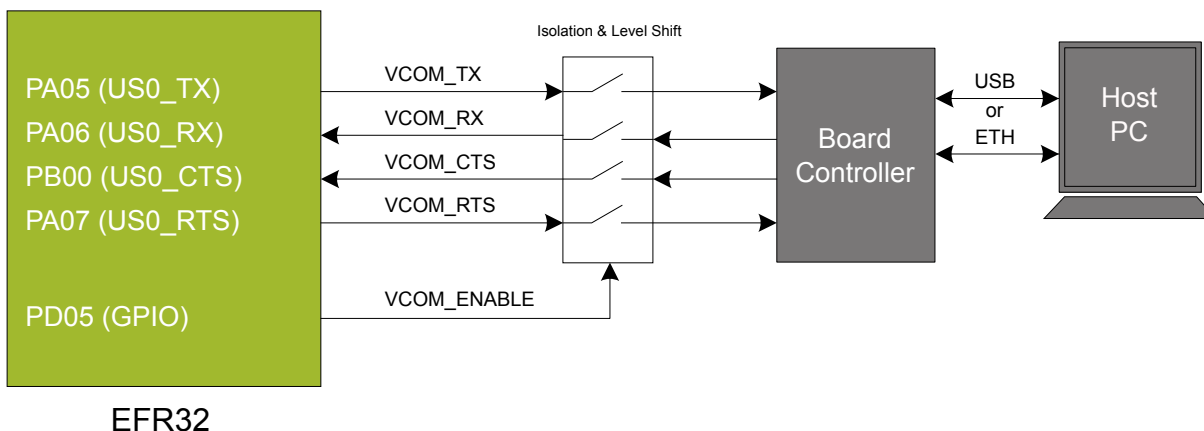 Isolation & Level Shift
PA05 (US0_TX)
PA06 (US0_RX)
PB00 (US0_CTS)
PA07 (US0_RTS)
PD05 (GPIO)
VCOM_TX
VCOM_RX
VCOM_CTS
VCOM_RTS
VCOM_ENABLE
Board
Controller
USB
or
ETH
Host
PC
EFR32